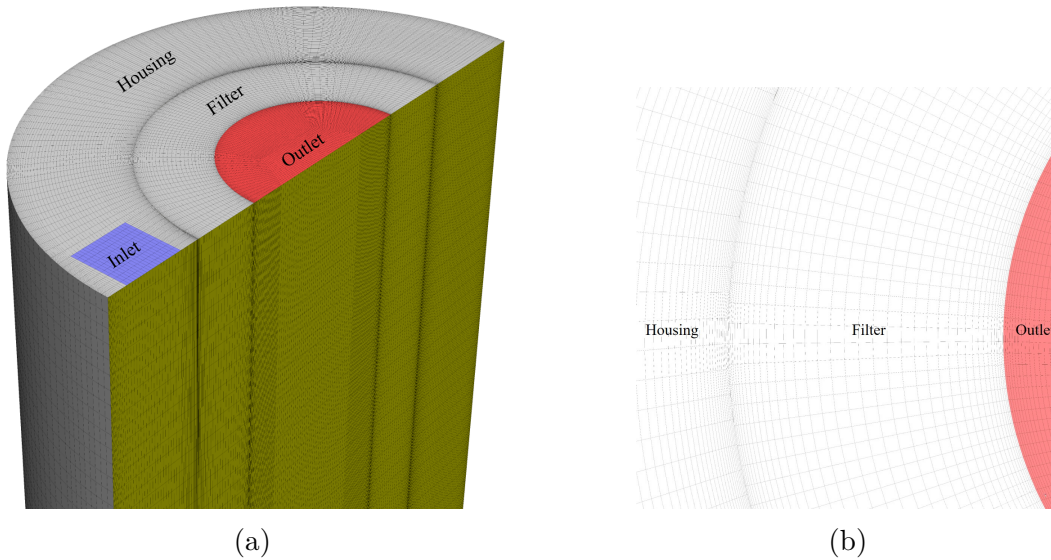 Housing
Filter
Outlet
Inlet
Housing
Filter
Outle
(a)
(b)